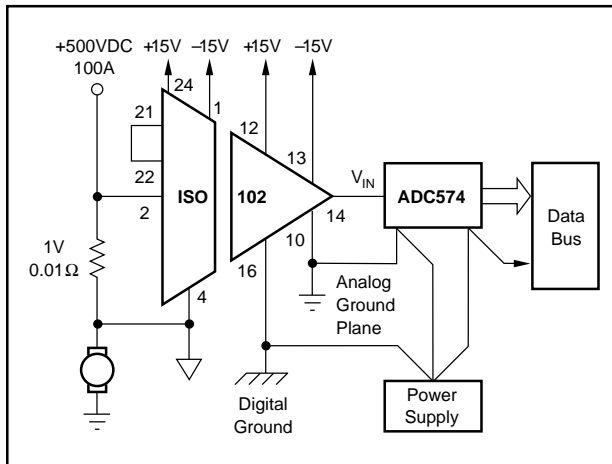 +500VDC
100A
+15V
–15V
+15V
–15V
24
21
1
12
22
13
2
ISO
102
VIN
ADC574
14
10
Data
Bus
1V
0.01Ω
16
4
Analog
Ground
Plane
Digital
Ground
Power
Supply